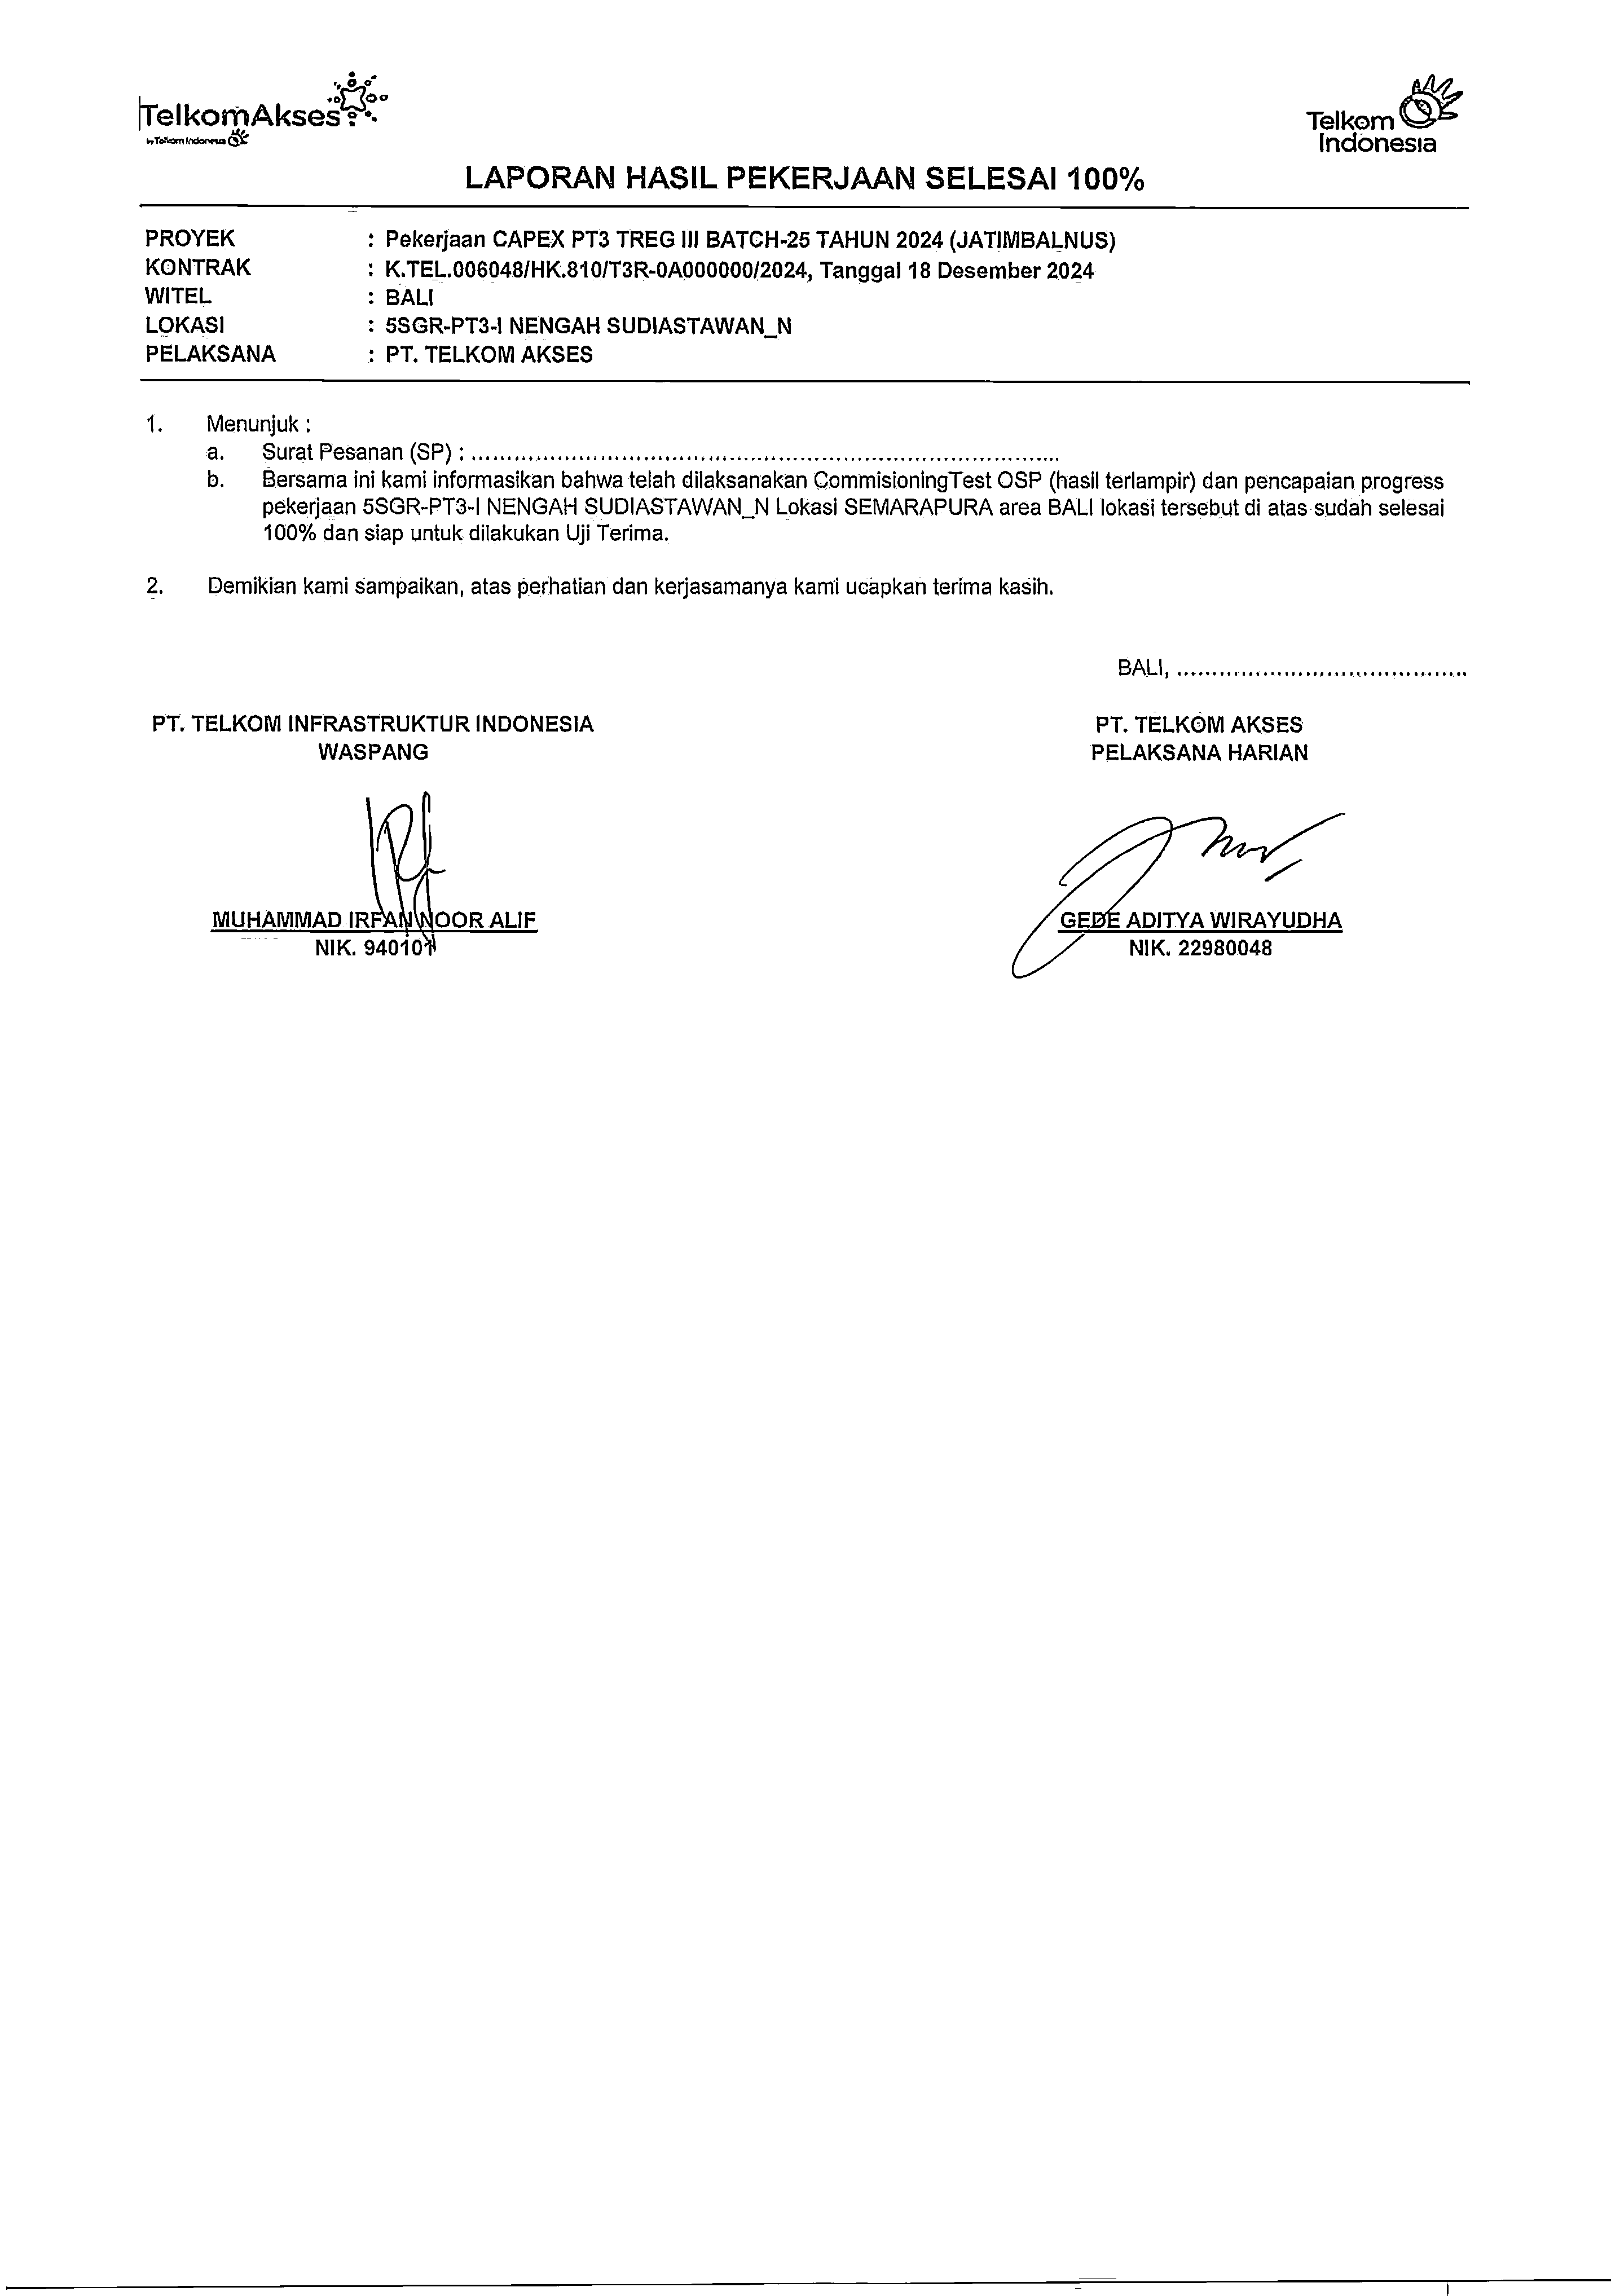 TelkomAkses
by Telkom Indonesia
Telkom
Indonesia
LAPORAN HASIL PEKERJAAN SELESAI 100%
PROYEK : Pekerjaan CAPEX PT3 TREG III BATCH-25 TAHUN 2024 (JATIMBALNUS)
KONTRAK : K.TEL.006048/HK.810/T3R-0A000000/2024, Tanggal 18 Desember 2024
WITEL : BALI
LOKASI : 5SGR-PT3-I NENGAH SUDIASTAWAN_N
PELAKSANA : PT. TELKOM AKSES
1. Menunjuk :
a. Surat Pesanan (SP) : ....................................................................................
b. Bersama ini kami informasikan bahwa telah dilaksanakan CommisioningTest OSP (hasil terlampir) dan pencapaian progress
pekerjaan 5SGR-PT3-I NENGAH SUDIASTAWAN_N Lokasi SEMARAPURA area BALI lokasi tersebut di atas sudah selesai
100% dan siap untuk dilakukan Uji Terima.
2. Demikian kami sampaikan, atas perhatian dan kerjasamanya kami ucapkan terima kasih.
BALI, .........................................
PT. TELKOM INFRASTRUKTUR INDONESIA
WASPANG
PT. TELKOM AKSES
PELAKSANA HARIAN
MUHAMMAD IRFAN NOOR ALIF
NIK. 940101
GEDE ADITYA WIRAYUDHA
NIK. 22980048